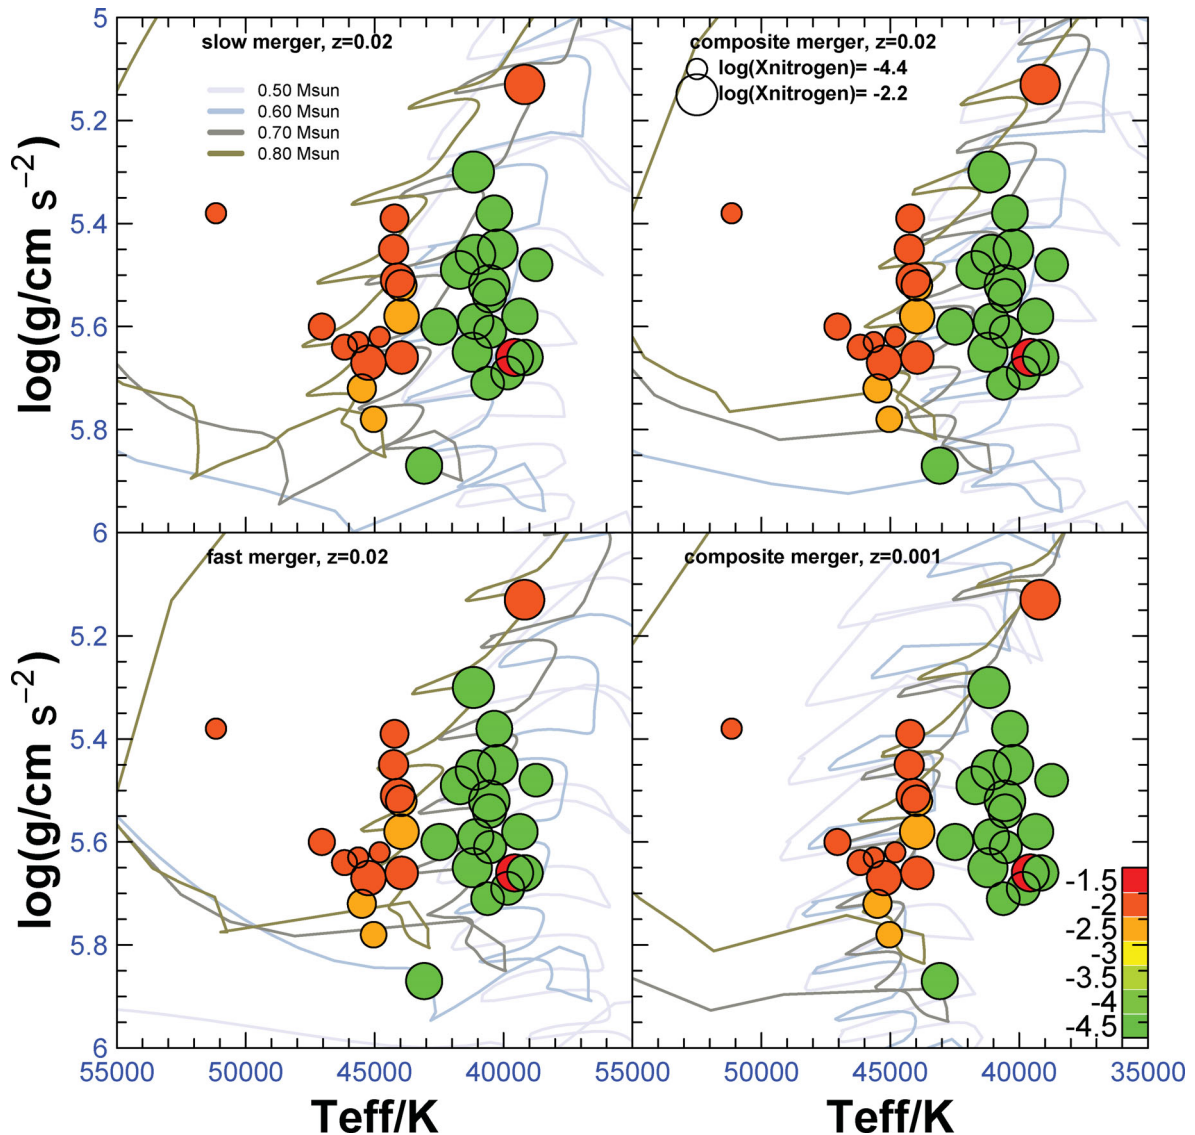 slow merger, z=0.02
0.50 Msun
0.60 Msun
0.70 Msun
0.80 Msun
composite merger, z=0.02
log(Xnitrogen)= -4.4
log(Xnitrogen)= -2.2
5
5.2
5.4
5.6
5.8
6
log(g/cm s⁻²)
fast merger, z=0.02
composite merger, z=0.001
5.2
5.4
5.6
5.8
6
log(g/cm s⁻²)
-1.5
-2
-2.5
-3
-3.5
-4
-4.5
55000 50000 45000 40000 55000 50000 45000 40000 35000
Teff/K Teff/K